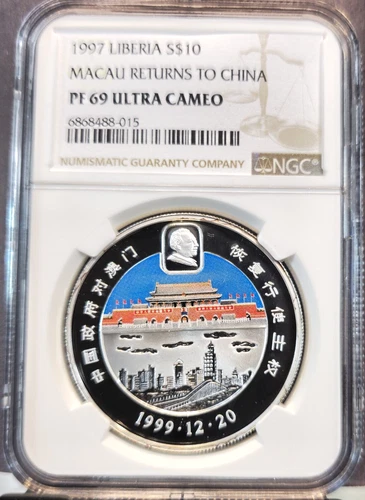 1997 LIBERIA S$10
MACAU RETURNS TO CHINA
PF 69 ULTRA CAMEO
6868488-015
NUMISMATIC GUARANTY COMPANY
NGC®
中国政府对澳门
恢复行使主权
1999·12·20